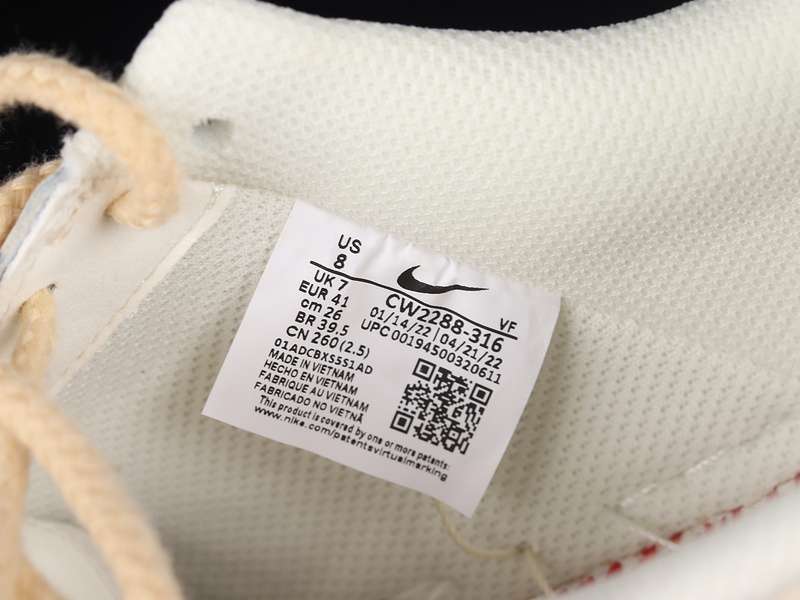 US
8
UK 7
EUR 41
cm 26
BR 39,5
CN 260 (2.5)
CW2288-316 VF
01/14/22 | 04/21/22
UPC 00194500320611
01ADCBXS5S1AD
MADE IN VIETNAM
HECHO EN VIETNAM
FABRIQUE AU VIETNAM
FABRICADO NO VIETNÃ
This product is covered by one or more patents:
www.nike.com/patentsvirtualmarking